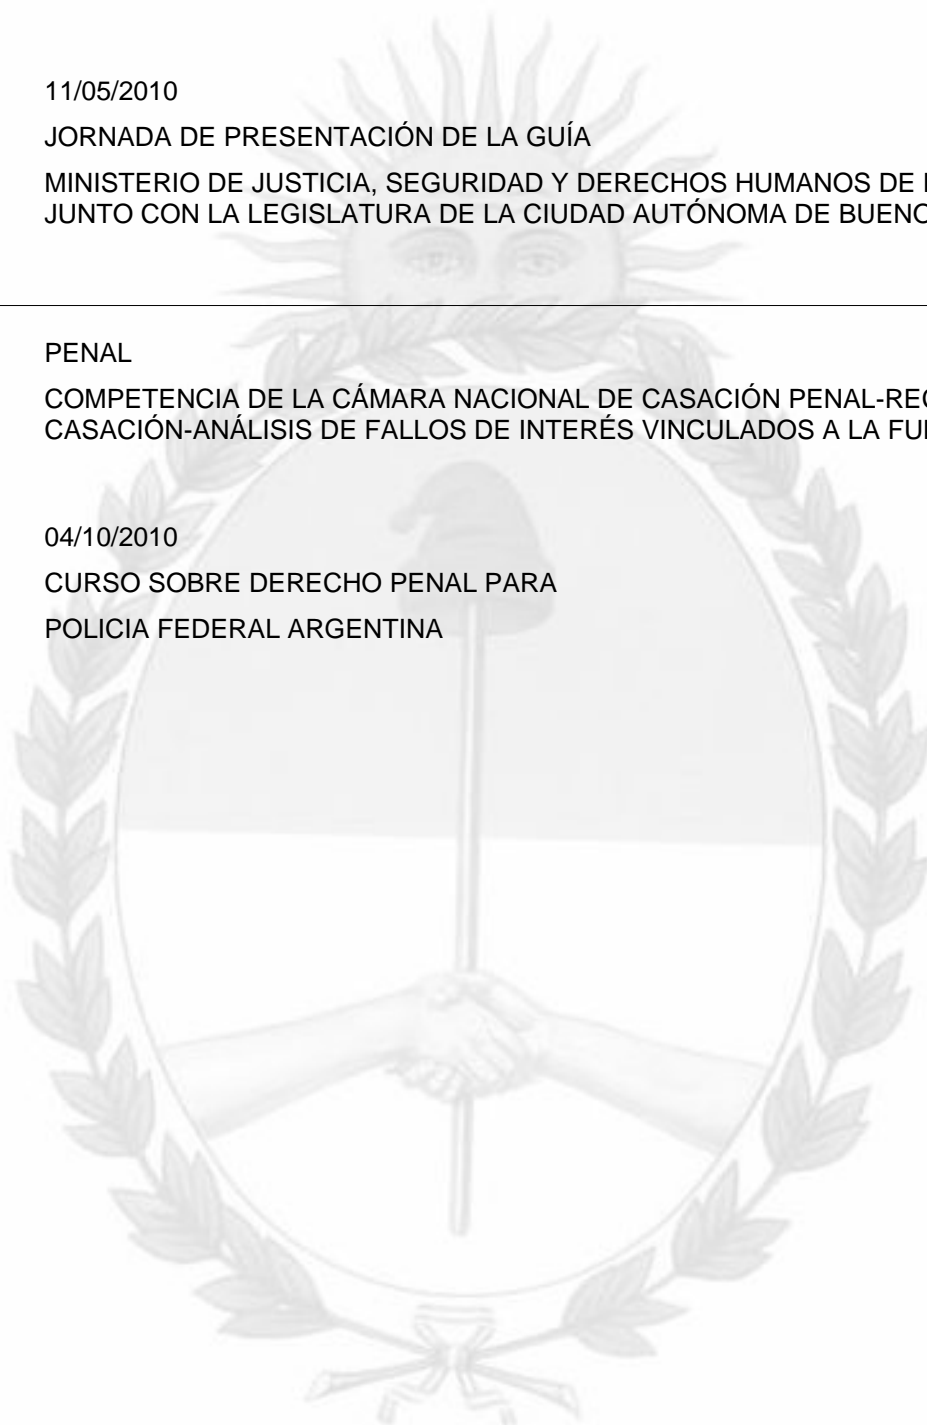 11/05/2010
JORNADA DE PRESENTACIÓN DE LA GUÍA
MINISTERIO DE JUSTICIA, SEGURIDAD Y DERECHOS HUMANOS DE
JUNTO CON LA LEGISLATURA DE LA CIUDAD AUTÓNOMA DE
PENAL
COMPETENCIA DE LA CÁMARA NACIONAL DE CASACIÓN
CASACIÓN-ANÁLISIS DE FALLOS DE INTERÉS VINCULADOS A LA
04/10/2010
CURSO SOBRE DERECHO PENAL PARA
POLICIA FEDERAL ARGENTINA